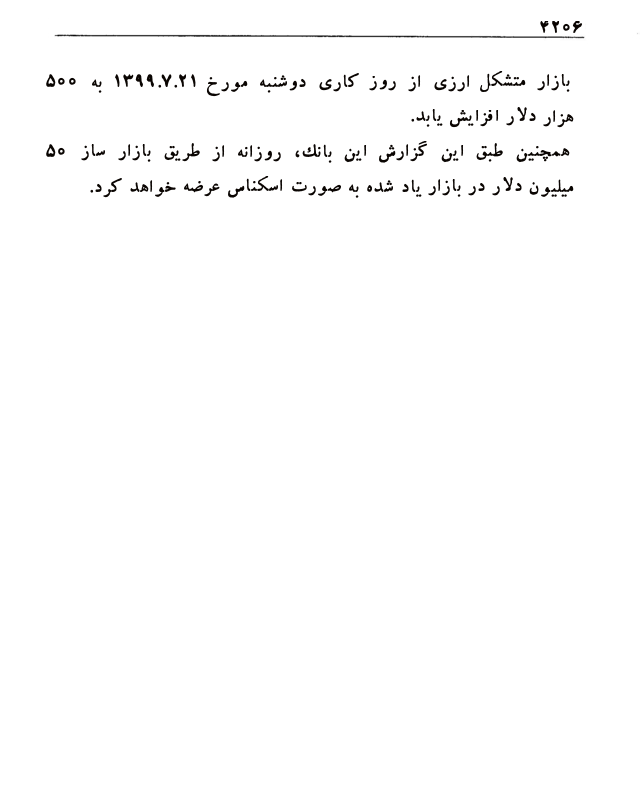 ۴۲۰۶
بازار متشکل ارزی از روز کاری دوشنبه مورخ ۱۳۹۹.۷.۲۱ به ۵۰۰
هزار دلار افزایش یابد.
همچنین طبق این گزارش این بانك، روزانه از طریق بازار ساز ۵۰
میلیون دلار در بازار یاد شده به صورت اسکناس عرضه خواهد کرد.